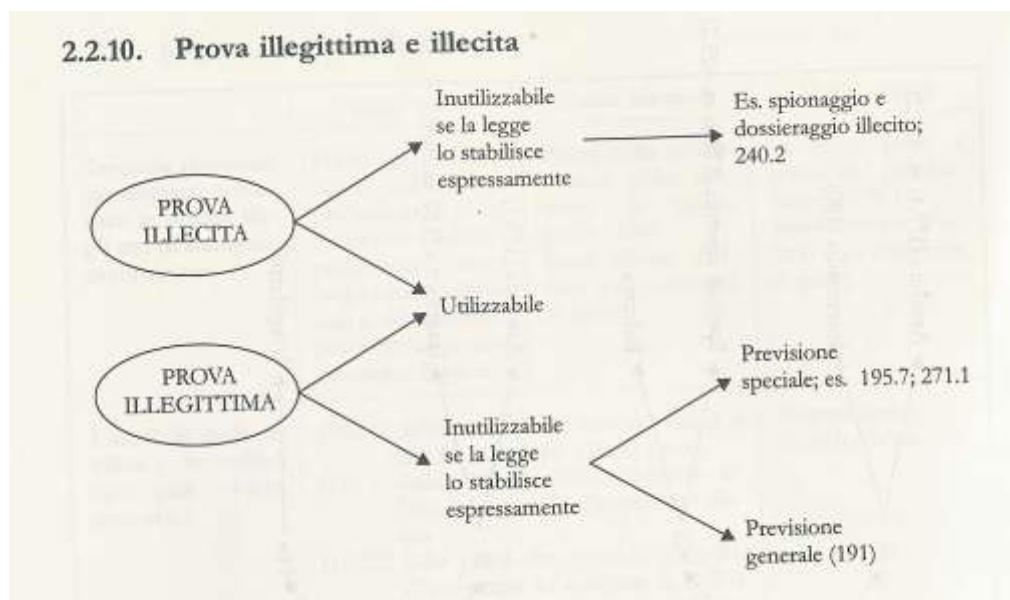 2.2.10. Prova illegittima e illecita
Inutilizzabile
se la legge
lo stabilisce
espressamente
Es. spionaggio e
dossieraggio illecito;
240.2
PROVA
ILLECITA
Utilizzabile
PROVA
ILLEGITTIMA
Inutilizzabile
se la legge
lo stabilisce
espressamente
Previsione
speciale; es. 195.7; 271.1
Previsione
generale (191)